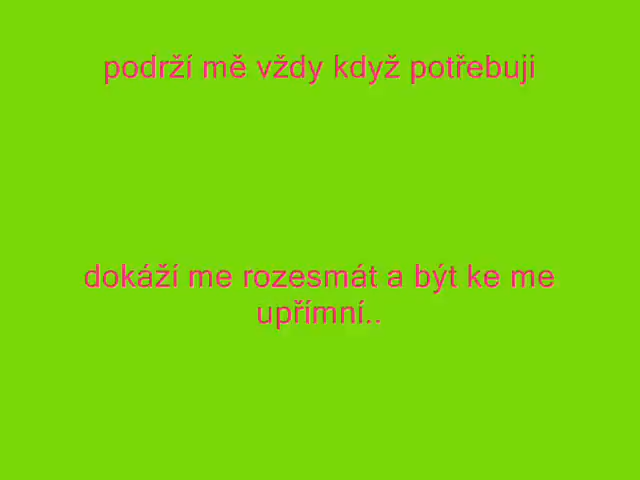 podrží mě vždy když potřebuji
dokáží me rozesmát a být ke me
upřímní..